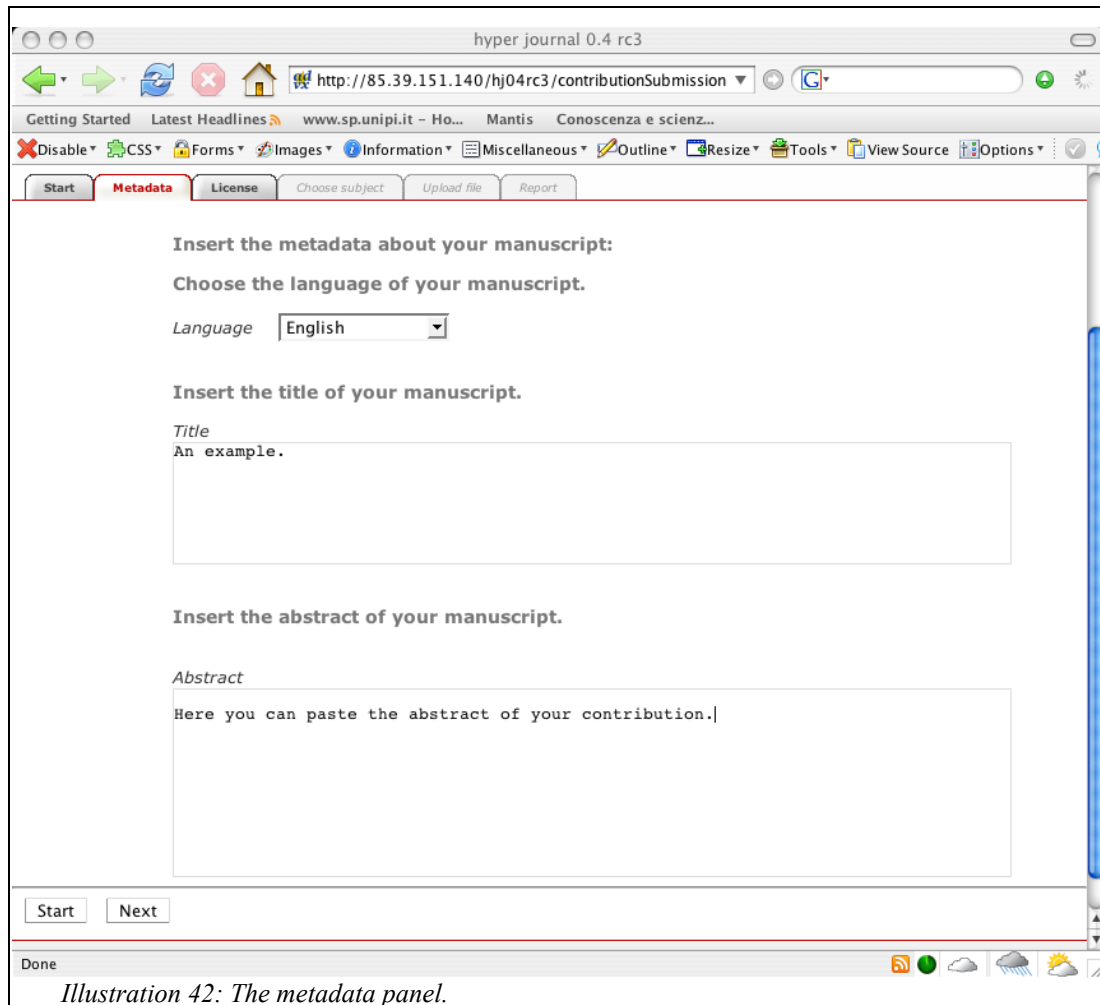 hyper journal 0.4 rc3
http://85.39.151.140/hj04rc3/contributionSubmission G
Getting Started Latest Headlines www.sp.unipi.it – Ho... Mantis Conoscenza e scienz...
Disable CSS Forms Images Information Miscellaneous Outline Resize Tools View Source Options
Start Metadata License Choose subject Upload file Report
Insert the metadata about your manuscript:
Choose the language of your manuscript.
Language English
Insert the title of your manuscript.
Title
An example.
Insert the abstract of your manuscript.
Abstract
Here you can paste the abstract of your contribution.
Start Next
Done
Illustration 42: The metadata panel.